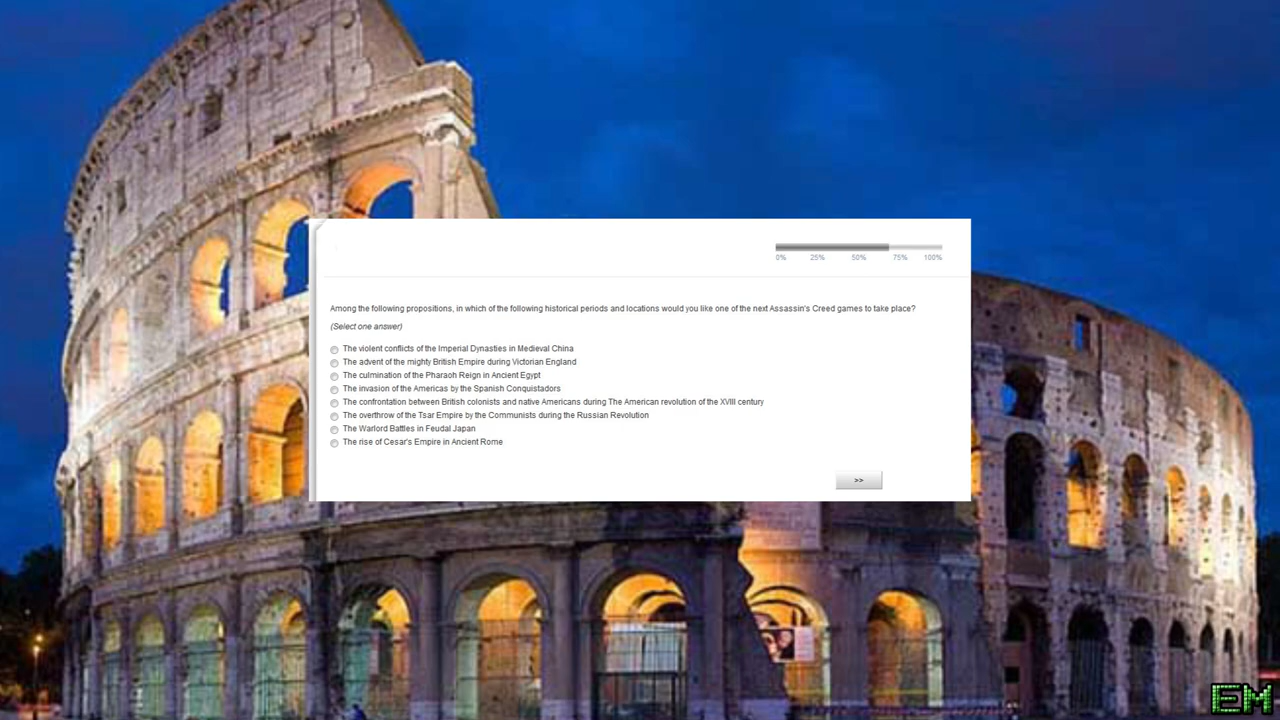 0% 25% 50% 75% 100%
Among the following propositions, in which of the following historical periods and locations would you like one of the next Assassin's Creed games to take place?
(Select one answer)
The violent conflicts of the Imperial Dynasties in Medieval China
The advent of the mighty British Empire during Victorian England
The culmination of the Pharaoh Reign in Ancient Egypt
The invasion of the Americas by the Spanish Conquistadors
The confrontation between British colonists and native Americans during The American revolution of the XVIII century
The overthrow of the Tsar Empire by the Communists during the Russian Revolution
The Warlord Battles in Feudal Japan
The rise of Cesar's Empire in Ancient Rome
>>
EM